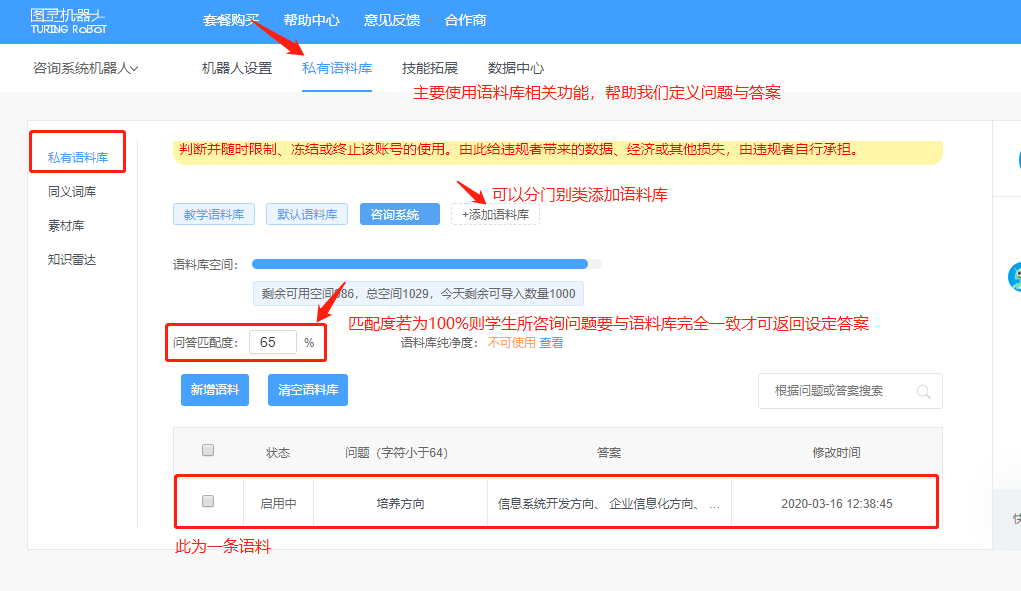 图灵机器人
TURING ROBOT
套餐购买 帮助中心 意见反馈 合作商
咨询系统机器人 机器人设置 私有语料库 技能拓展 数据中心
主要使用语料库相关功能，帮助我们定义问题与答案
私有语料库
同义词库
素材库
知识雷达
判断并随时限制、冻结或终止该账号的使用。由此给违规者带来的数据、经济或其他损失，由违规者自行承担。
可以分门别类添加语料库
教学语料库 默认语料库 咨询系统 +添加语料库
语料库空间：
剩余可用空间986，总空间1029，今天剩余可导入数量1000
匹配度若为100%则学生所咨询问题要与语料库完全一致才可返回设定答案
问答匹配度： 65 % 语料库纯净度： 不可使用 查看
新增语料 清空语料库 根据问题或答案搜索
状态 问题（字符小于64） 答案 修改时间
启用中 培养方向 信息系统开发方向、 企业信息化方向、 ... 2020-03-16 12:38:45
此为一条语料